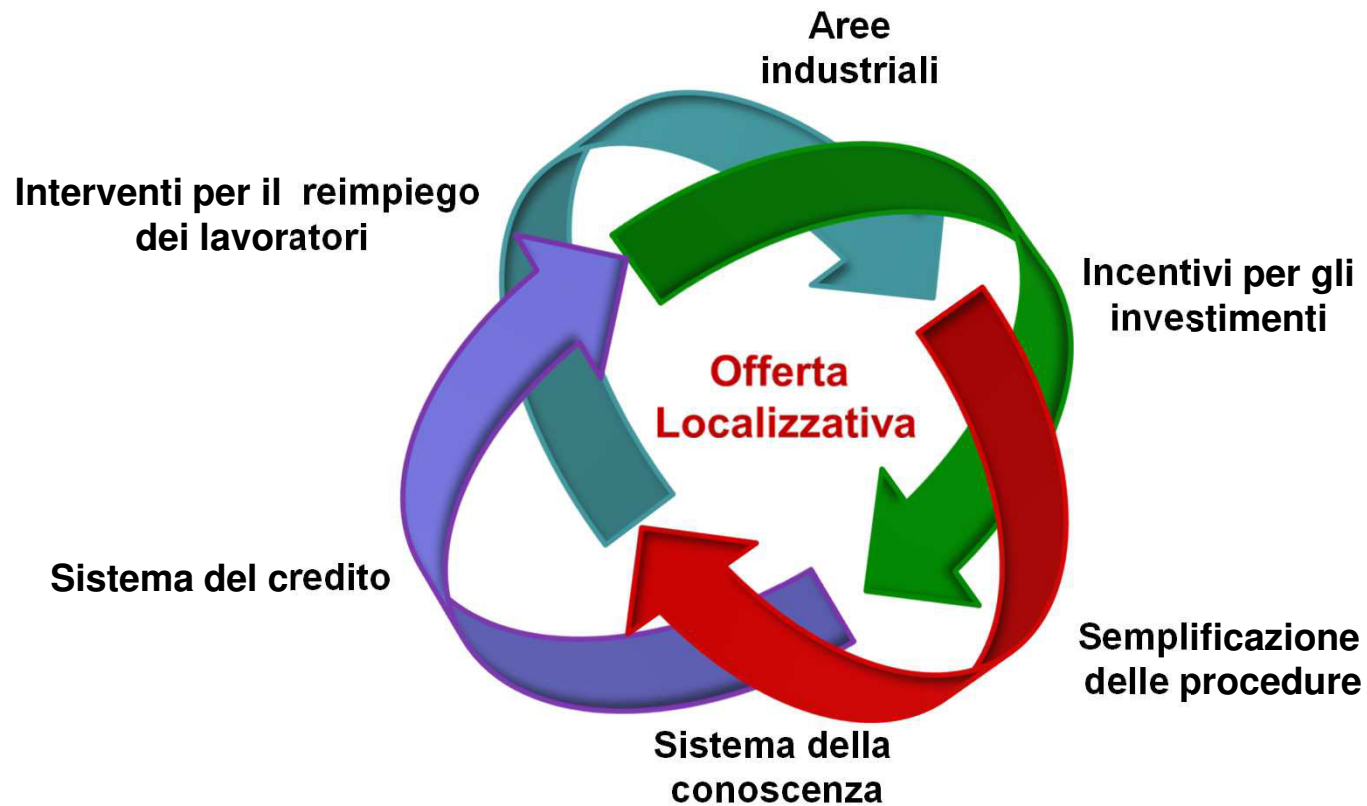 Aree
industriali
Interventi per il reimpiego
dei lavoratori
Incentivi per gli
investimenti
Offerta
Localizzativa
Sistema del credito
Semplificazione
delle procedure
Sistema della
conoscenza